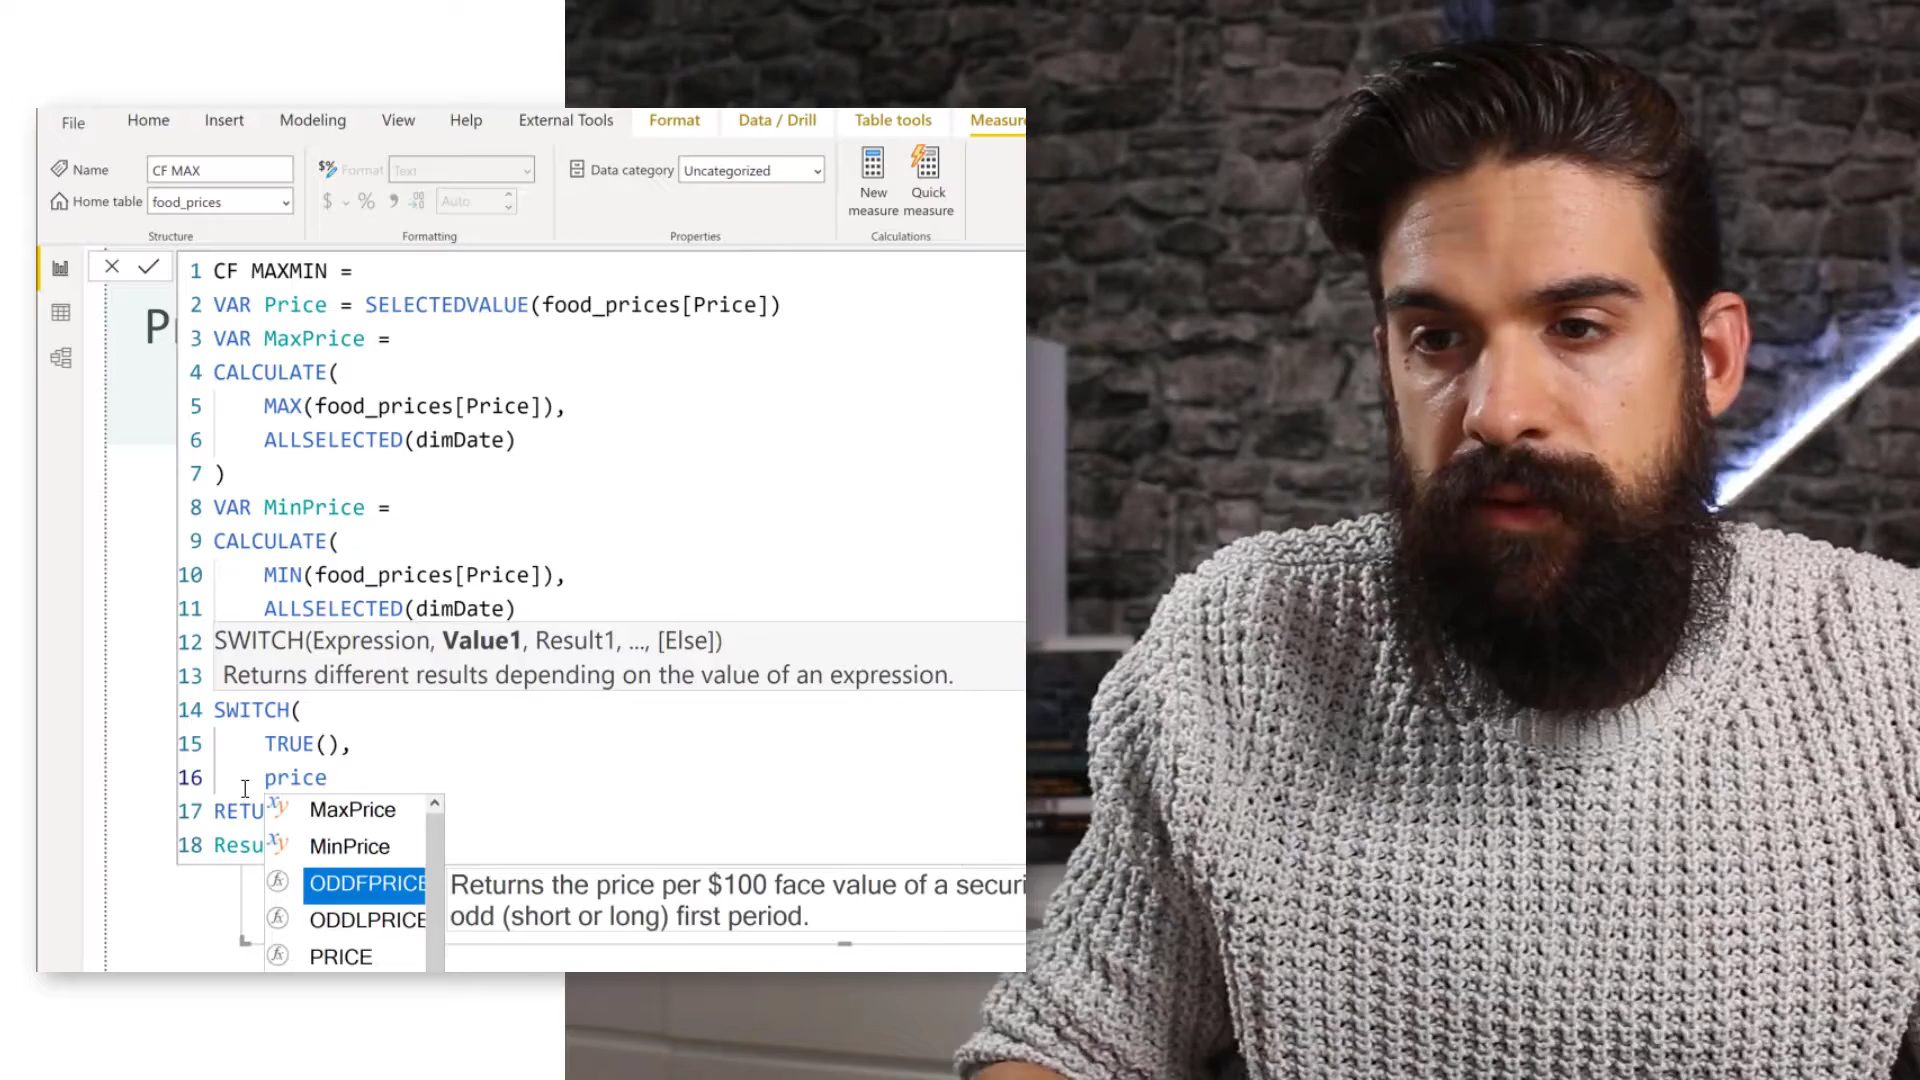 File Home Insert Modeling View Help External Tools Format Data / Drill Table tools Measure
Name CF MAX
Home table food_prices
Structure
Format Text
$ % Auto
Formatting
Data category Uncategorized
Properties
New measure
Quick measure
Calculations
P
1 CF MAXMIN =
2 VAR Price = SELECTEDVALUE(food_prices[Price])
3 VAR MaxPrice =
4 CALCULATE(
5 MAX(food_prices[Price]),
6 ALLSELECTED(dimDate)
7 )
8 VAR MinPrice =
9 CALCULATE(
10 MIN(food_prices[Price]),
11 ALLSELECTED(dimDate)
12 SWITCH(Expression, Value1, Result1, ..., [Else])
13 Returns different results depending on the value of an expression.
14 SWITCH(
15 TRUE(),
16 price
17 RETU
18 Resu
MaxPrice
MinPrice
ODDFPRICE
ODDLPRICE
PRICE
Returns the price per $100 face value of a securi
odd (short or long) first period.